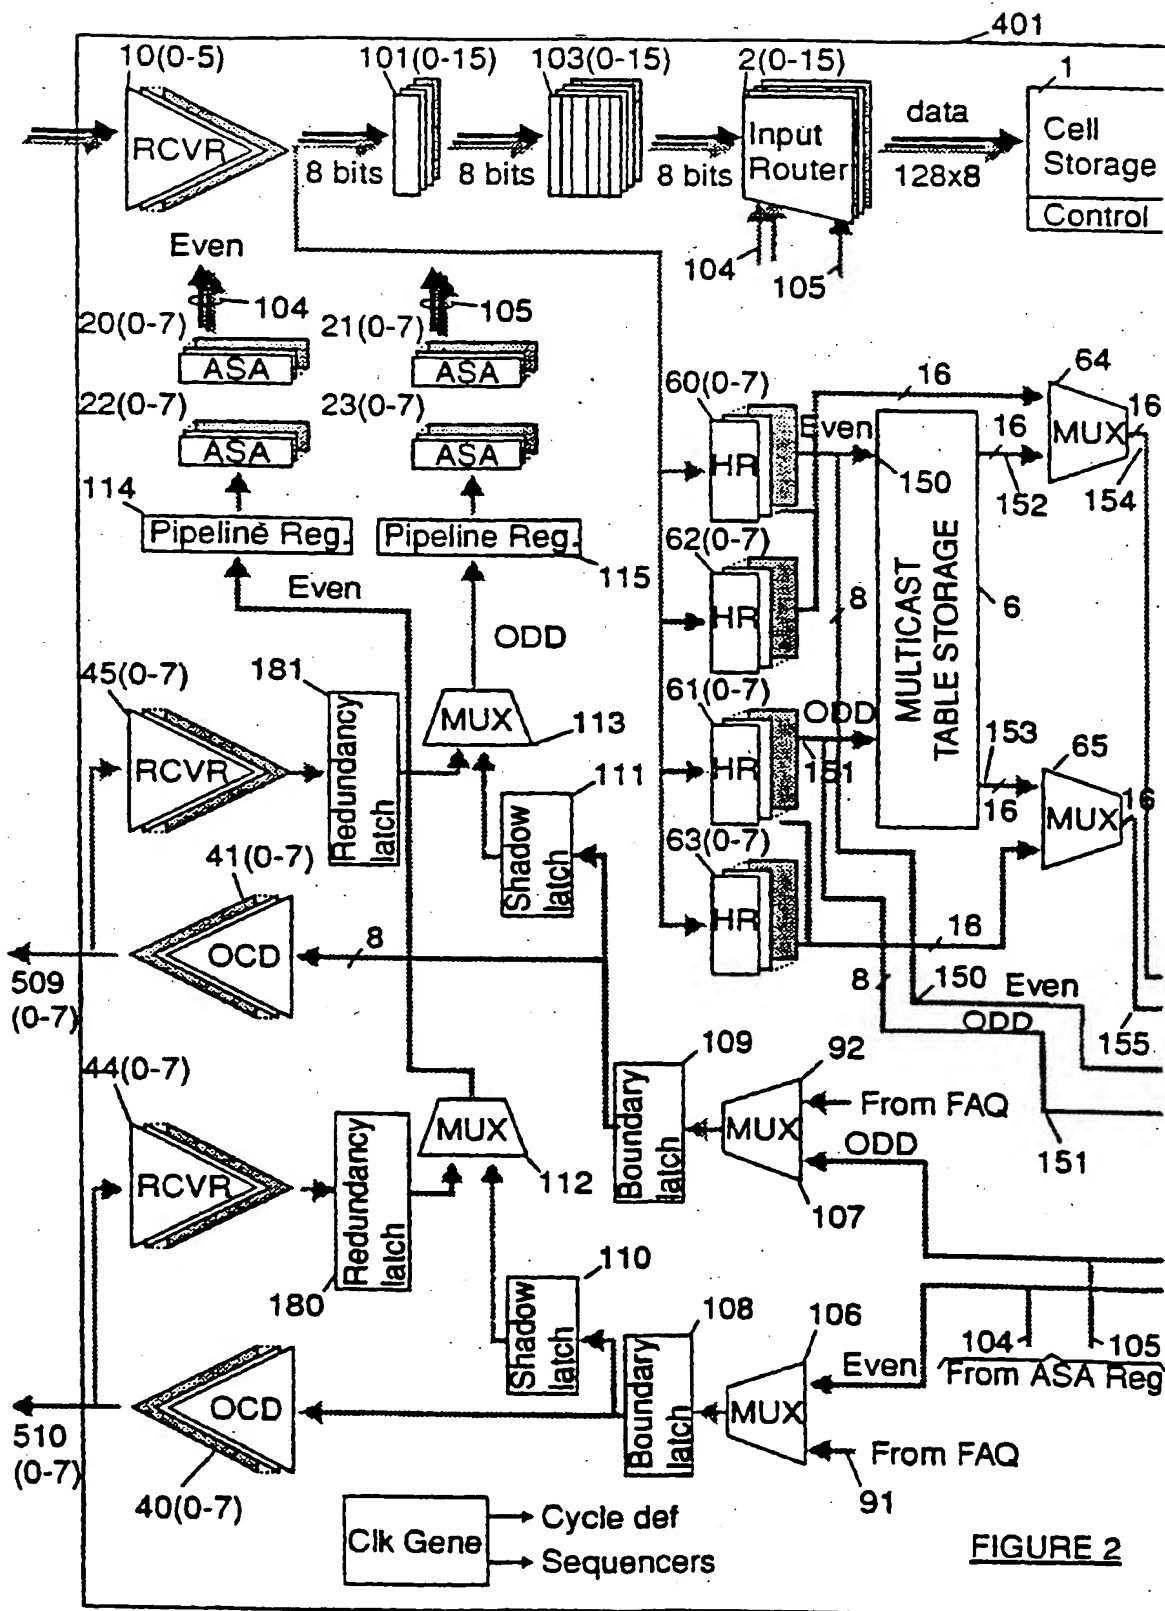 401
10(0-5) 101(0-15) 103(0-15) 2(0-15) 1
RCVR
8 bits
8 bits
8 bits
Input
Router
data
128x8
Cell
Storage
Control
104
105
Even
104
105
20(0-7)
ASA
21(0-7)
ASA
22(0-7)
ASA
23(0-7)
ASA
114
Pipeline Reg.
Pipeline Reg.
115
Even
ODD
60(0-7)
HR
Even
62(0-7)
HR
61(0-7)
HR
ODD
151
63(0-7)
HR
16
150
8
MULTICAST
TABLE STORAGE
6
16
152
64
MUX
16
154
153
16
65
MUX
16
155
16
8
150
Even
ODD
151
45(0-7)
RCVR
181
Redundancy
latch
MUX
113
111
Shadow
latch
41(0-7)
OCD
8
509
(0-7)
44(0-7)
RCVR
Redundancy
latch
180
MUX
112
109
Boundary
latch
92
MUX
From FAQ
ODD
107
110
Shadow
latch
108
Boundary
latch
106
MUX
Even
From FAQ
91
104
105
From ASA Reg
OCD
40(0-7)
510
(0-7)
Clk Gene
Cycle def
Sequencers
FIGURE 2